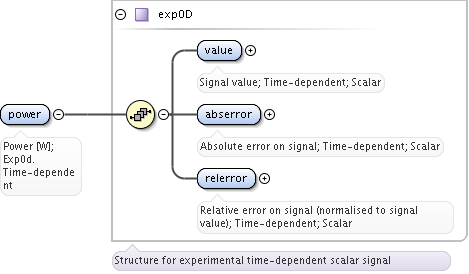 exp0D
value
Signal value; Time-dependent; Scalar
power
abserror
Power [W];
Exp0d.
Time-depende
nt
Absolute error on signal; Time-dependent; Scalar
relerror
Relative error on signal (normalised to signal
value); Time-dependent; Scalar
Structure for experimental time-dependent scalar signal